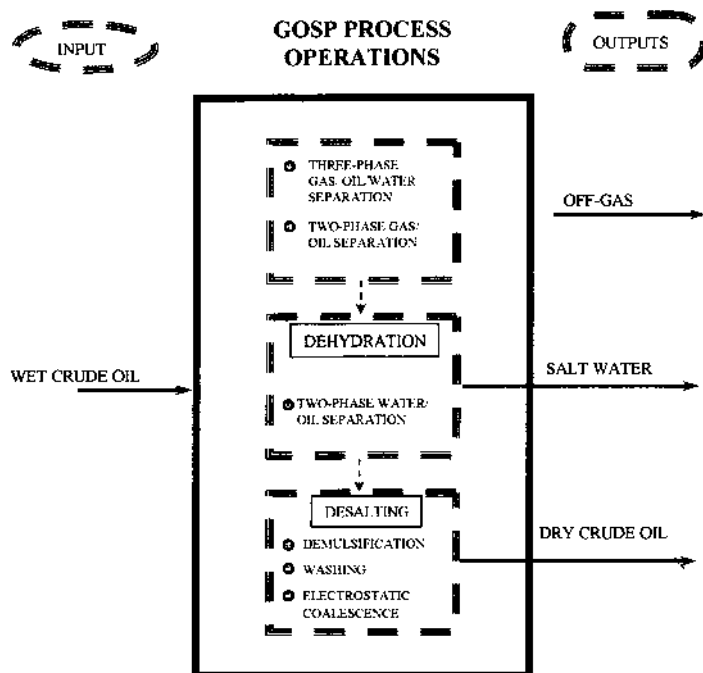 INPUT
GOSP PROCESS
OPERATIONS
OUTPUTS
THREE-PHASE
GAS/OIL/WATER
SEPARATION
TWO-PHASE GAS/
OIL SEPARATION
OFF-GAS
DEHYDRATION
WET CRUDE OIL
SALT WATER
TWO-PHASE WATER/
OIL SEPARATION
DESALTING
DEMULSIFICATION
WASHING
ELECTROSTATIC
COALESCENCE
DRY CRUDE OIL